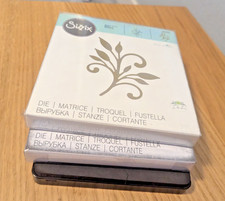 Sizzix
DIE | MATRICE | TROQUEL | FUSTELLA
ВЫРУБКА | STANZE | CORTANTE
DIE | MATRICE | TROQUEL | FUSTELLA
ВЫРУБКА | STANZE | CORTANTE